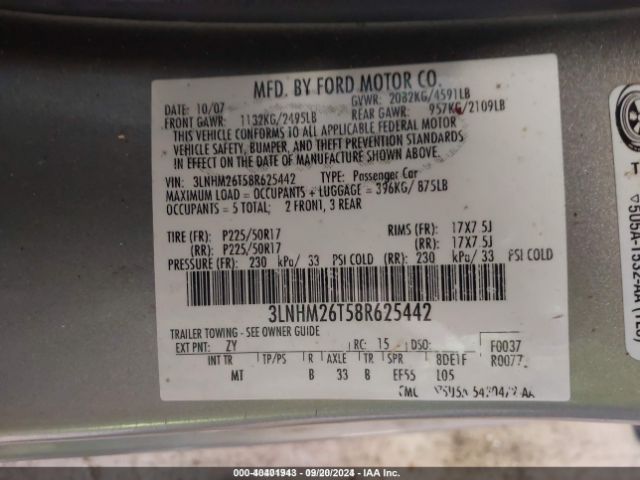 MFD. BY FORD MOTOR CO.
DATE: 10/07 GVWR: 2082KG/4591LB
FRONT GAWR: 1132KG/2495LB REAR GAWR: 957KG/2109LB
THIS VEHICLE CONFORMS TO ALL APPLICABLE FEDERAL MOTOR
VEHICLE SAFETY, BUMPER, AND THEFT PREVENTION STANDARDS
IN EFFECT ON THE DATE OF MANUFACTURE SHOWN ABOVE.
VIN: 3LNHM26T58R625442 TYPE: Passenger Car
MAXIMUM LOAD = OCCUPANTS + LUGGAGE = 396KG/ 875LB
OCCUPANTS = 5 TOTAL; 2 FRONT, 3 REAR
TIRE (FR): P225/50R17 RIMS (FR): 17X7.5J
(RR): P225/50R17 (RR): 17X7.5J
PRESSURE (FR): 230 kPa/ 33 PSI COLD (RR): 230 kPa/ 33 PSI COLD
3LNHM26T58R625442
TRAILER TOWING - SEE OWNER GUIDE
EXT PNT: ZY RC: 15 DSO: F0037
INT TR TP/PS R AXLE TR SPR 8DE1F R0077
MT B 33 B EF55 L05
000-40401943 - 09/20/2024 - IAA Inc.